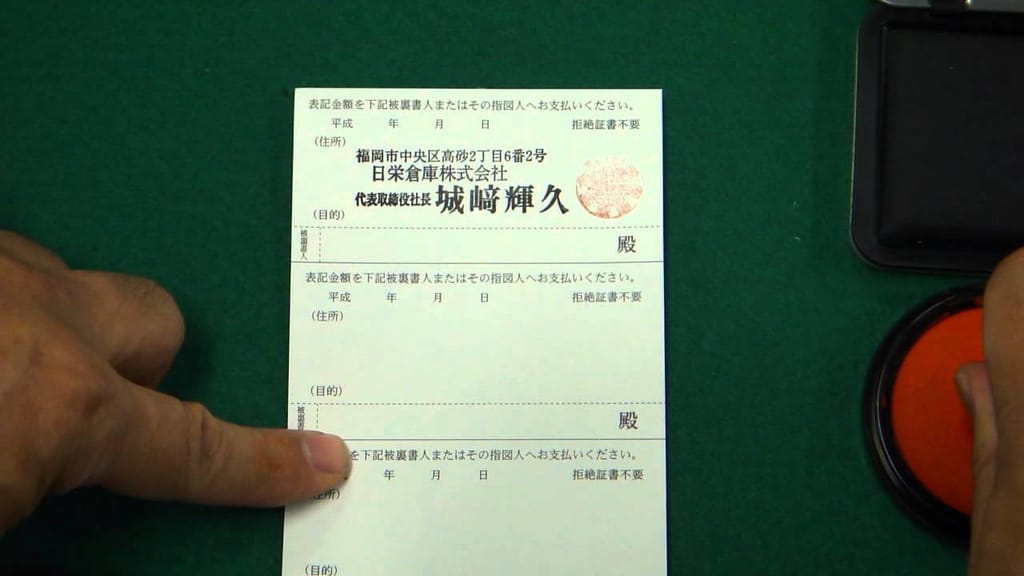 表記金額を下記被裏書人またはその指図人へお支払いください。
平成 年 月 日 拒絶証書不要
(住所)
福岡市中央区高砂2丁目6番2号
日栄倉庫株式会社
代表取締役社長 城﨑輝久
(目的)
被裏書人 殿
表記金額を下記被裏書人またはその指図人へお支払いください。
平成 年 月 日 拒絶証書不要
(住所)
(目的)
被裏書 殿
を下記被裏書人またはその指図人へお支払いください。
年 月 日 拒絶証書不要
住所)
(目的)